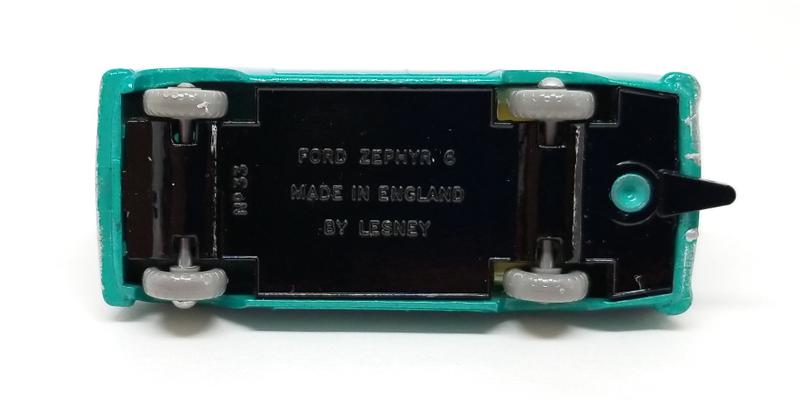 FORD ZEPHYR 6
MADE IN ENGLAND
BY LESNEY
Nº 33